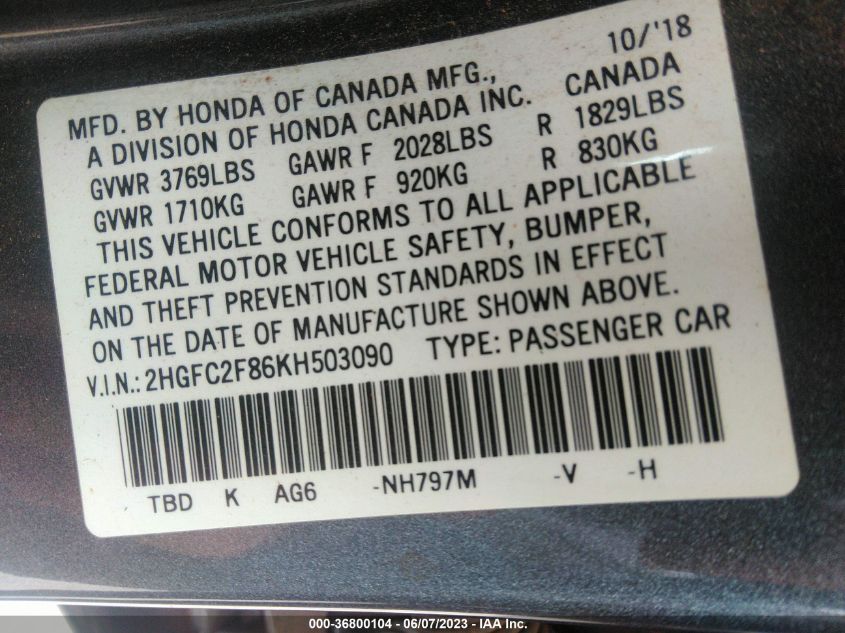 10/'18
MFD. BY HONDA OF CANADA MFG.,
A DIVISION OF HONDA CANADA INC. CANADA
GVWR 3769LBS GAWR F 2028LBS R 1829LBS
GVWR 1710KG GAWR F 920KG R 830KG
THIS VEHICLE CONFORMS TO ALL APPLICABLE
FEDERAL MOTOR VEHICLE SAFETY, BUMPER,
AND THEFT PREVENTION STANDARDS IN EFFECT
ON THE DATE OF MANUFACTURE SHOWN ABOVE.
V.I.N.: 2HGFC2F86KH503090 TYPE: PASSENGER CAR
TBD K AG6 -NH797M -V -H
000-36800104 - 06/07/2023 - IAA Inc.